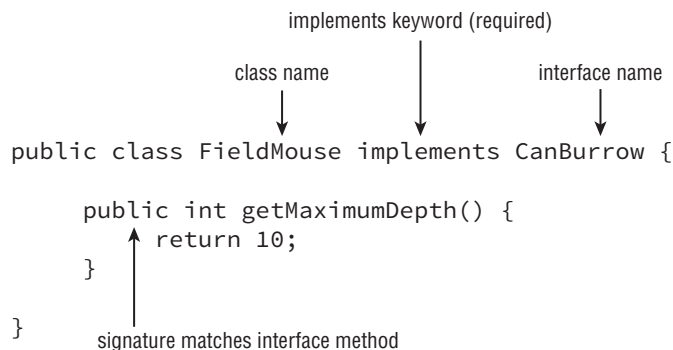 implements keyword (required)
class name
interface name
public class FieldMouse implements CanBurrow {
public int getMaximumDepth() {
return 10;
}
}
signature matches interface method